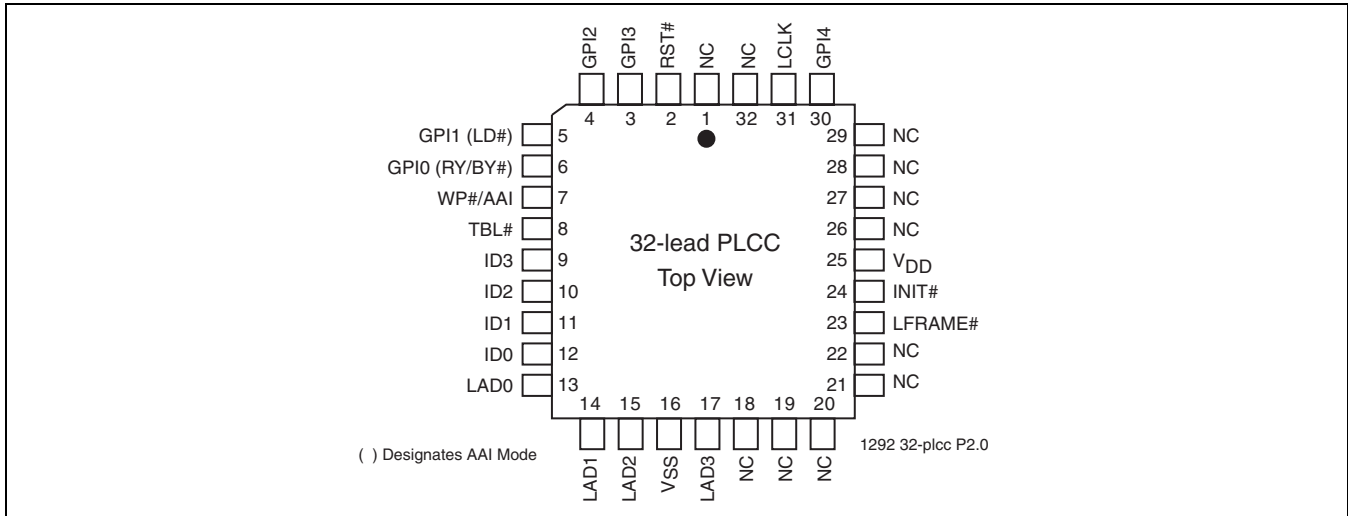 GPI2
GPI3
RST#
NC
NC
LCLK
GPI4
4 3 2 1 32 31 30
GPI1 (LD#) 5
GPI0 (RY/BY#) 6
WP#/AAI 7
TBL# 8
ID3 9
ID2 10
ID1 11
ID0 12
LAD0 13
29 NC
28 NC
27 NC
26 NC
25 VDD
24 INIT#
23 LFRAME#
22 NC
21 NC
32-lead PLCC
Top View
14 15 16 17 18 19 20
LAD1
LAD2
VSS
LAD3
NC
NC
NC
( ) Designates AAI Mode
1292 32-plcc P2.0